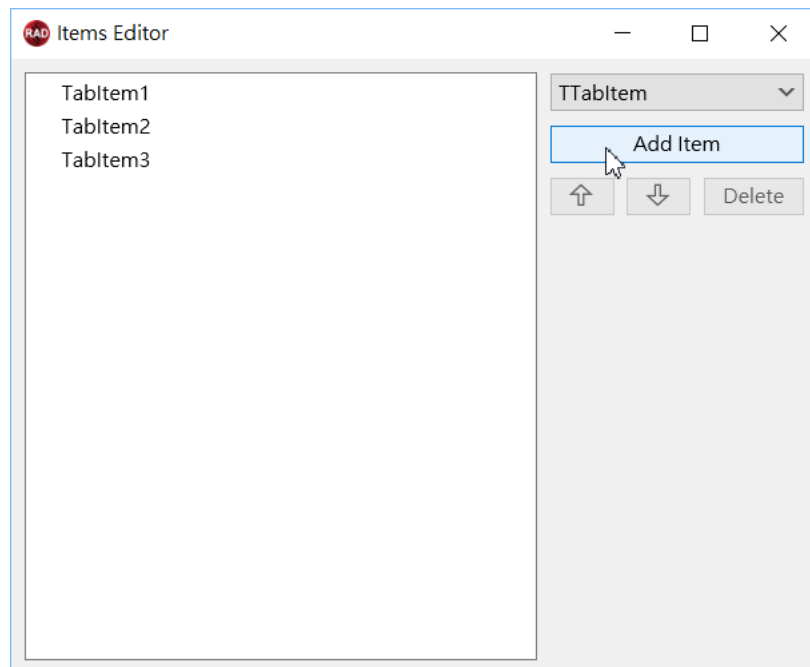 RAD Items Editor
TabItem1
TabItem2
TabItem3
TTabItem
Add Item
Delete